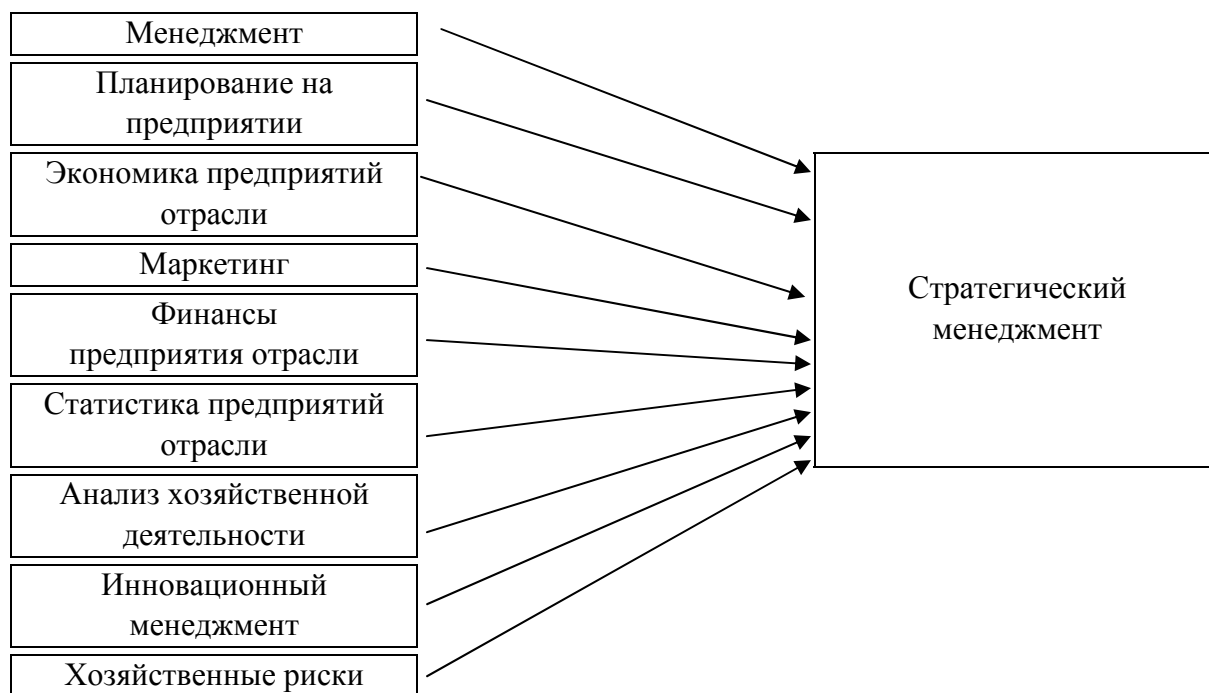 Менеджмент
Планирование на
предприятии
Экономика предприятий
отрасли
Маркетинг
Финансы
предприятия отрасли
Статистика предприятий
отрасли
Анализ хозяйственной
деятельности
Инновационный
менеджмент
Хозяйственные риски
Стратегический
менеджмент